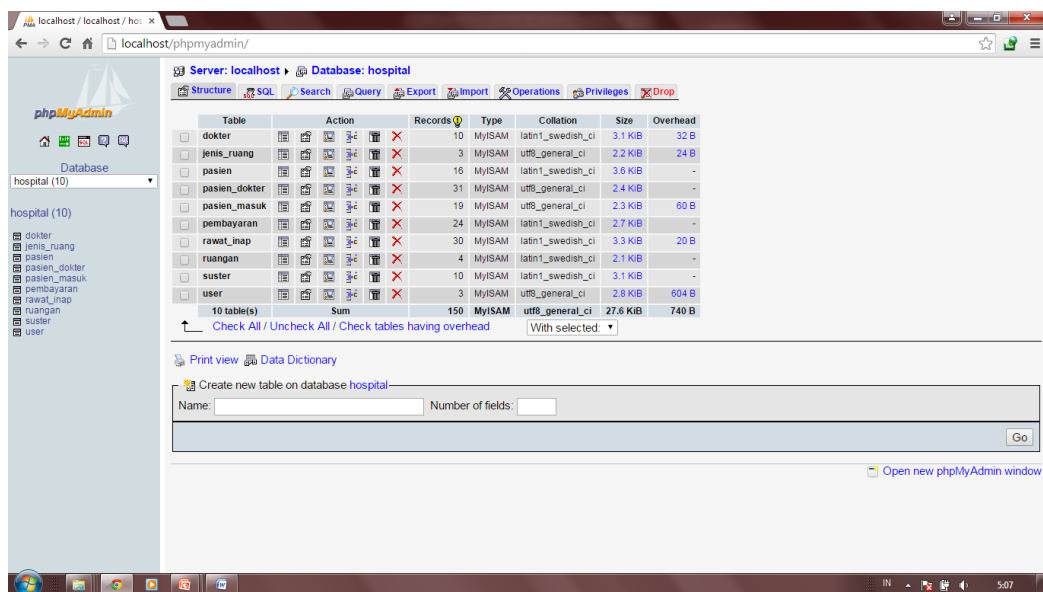 localhost / localhost / hos
localhost/phpmyadmin/
phpMyAdmin
Database
hospital (10)
hospital (10)
dokter
jenis_ruang
pasien
pasien_dokter
pasien_masuk
pembayaran
rawat_inap
ruangan
suster
user
Server: localhost Database: hospital
Structure SQL Search Query Export Import Operations Privileges Drop
Table Action Records Type Collation Size Overhead
dokter 10 MyISAM latin1_swedish_ci 3.1 KiB 32 B
jenis_ruang 3 MyISAM utf8_general_ci 2.2 KiB 24 B
pasien 16 MyISAM latin1_swedish_ci 3.6 KiB -
pasien_dokter 31 MyISAM utf8_general_ci 2.4 KiB -
pasien_masuk 19 MyISAM utf8_general_ci 2.3 KiB 60 B
pembayaran 24 MyISAM latin1_swedish_ci 2.7 KiB -
rawat_inap 30 MyISAM latin1_swedish_ci 3.3 KiB 20 B
ruangan 4 MyISAM latin1_swedish_ci 2.1 KiB -
suster 10 MyISAM latin1_swedish_ci 3.1 KiB -
user 3 MyISAM utf8_general_ci 2.8 KiB 604 B
10 table(s) Sum 150 MyISAM utf8_general_ci 27.6 KiB 740 B
Check All / Uncheck All / Check tables having overhead With selected:
Print view Data Dictionary
Create new table on database hospital
Name: Number of fields:
Go
Open new phpMyAdmin window
IN 5:07